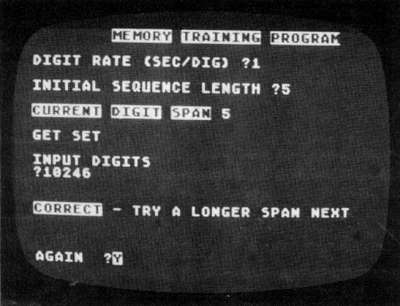 MEMORY TRAINING PROGRAM
DIGIT RATE (SEC/DIG) ?1
INITIAL SEQUENCE LENGTH ?5
CURRENT DIGIT SPAN 5
GET SET
INPUT DIGITS
?10246
CORRECT - TRY A LONGER SPAN NEXT
AGAIN ?Y